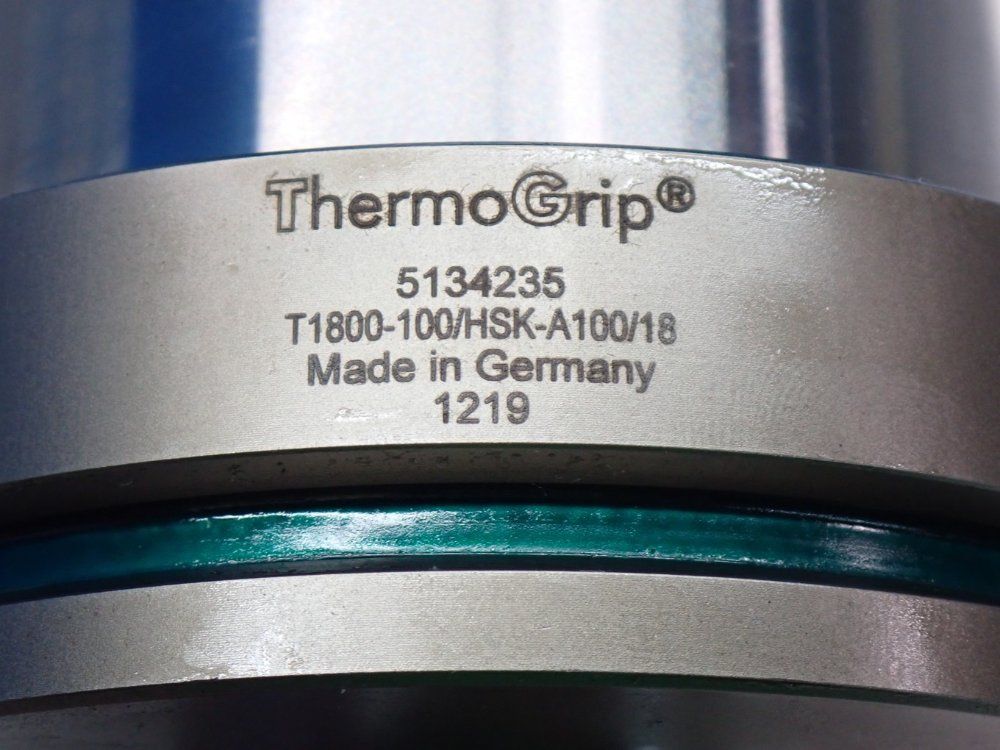 ThermoGrip®
5134235
T1800-100/HSK-A100/18
Made in Germany
1219